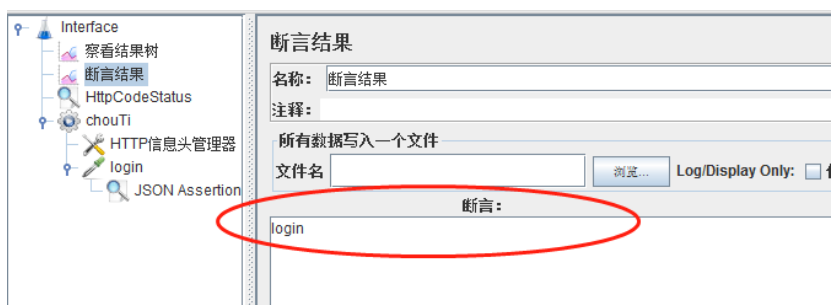 Interface
察看结果树
断言结果
HttpCodeStatus
chouTi
HTTP信息头管理器
login
JSON Assertion
断言结果
名称： 断言结果
注释：
所有数据写入一个文件
文件名 浏览... Log/Display Only:
断言：
login